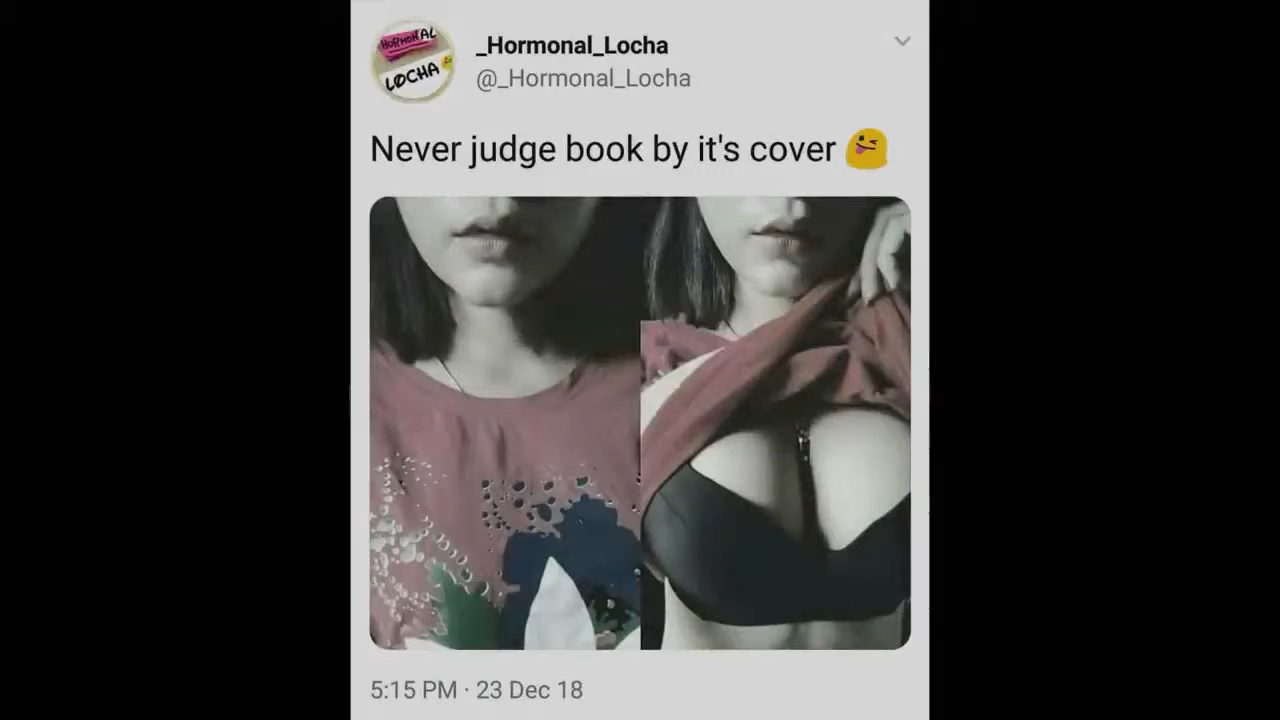 HORMONAL
LOCHA
_Hormonal_Locha
@_Hormonal_Locha
Never judge book by it's cover 😜
5:15 PM · 23 Dec 18